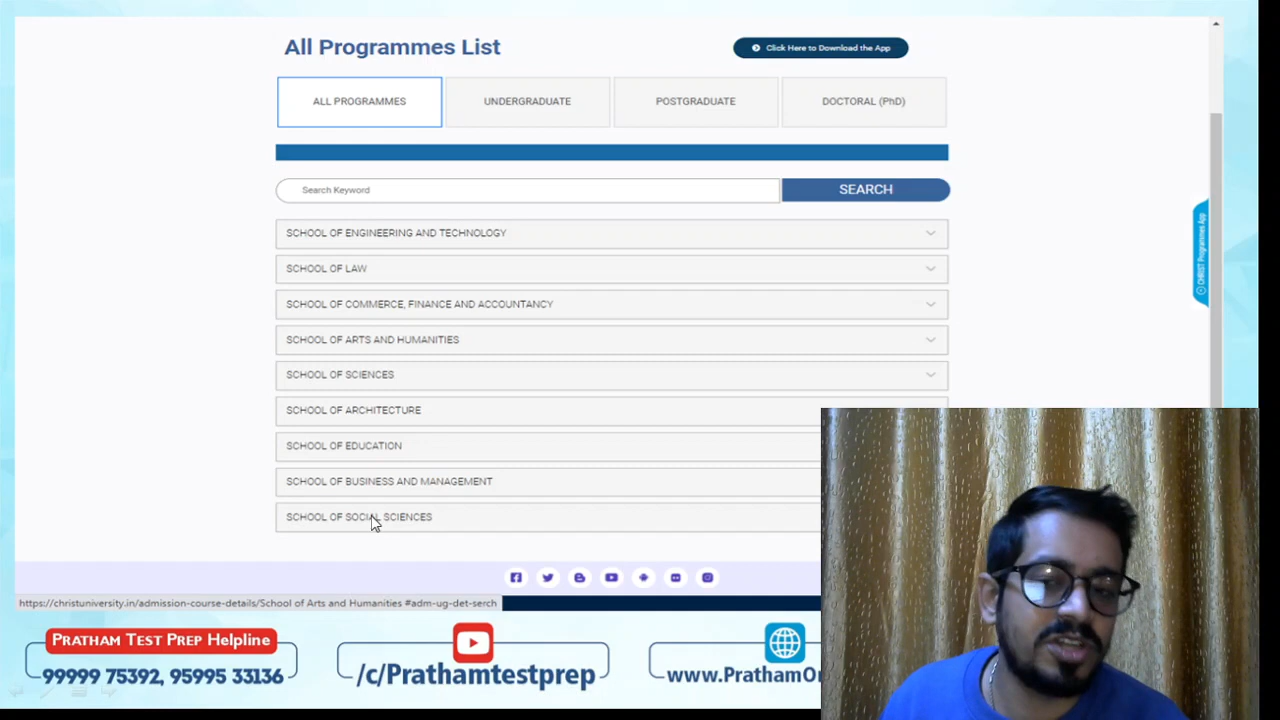 All Programmes List
Click Here to Download the App
ALL PROGRAMMES
UNDERGRADUATE
POSTGRADUATE
DOCTORAL (PhD)
Search Keyword
SEARCH
SCHOOL OF ENGINEERING AND TECHNOLOGY
SCHOOL OF LAW
SCHOOL OF COMMERCE, FINANCE AND ACCOUNTANCY
SCHOOL OF ARTS AND HUMANITIES
SCHOOL OF SCIENCES
SCHOOL OF ARCHITECTURE
SCHOOL OF EDUCATION
SCHOOL OF BUSINESS AND MANAGEMENT
SCHOOL OF SOCIAL SCIENCES
CHRIST Programmes App
https://christuniversity.in/admission-course-details/School of Arts and Humanities #adm-ug-det-serch
PRATHAM TEST PREP Helpline
99999 75392, 95995 33136
/c/Prathamtestprep
www.PrathamOn